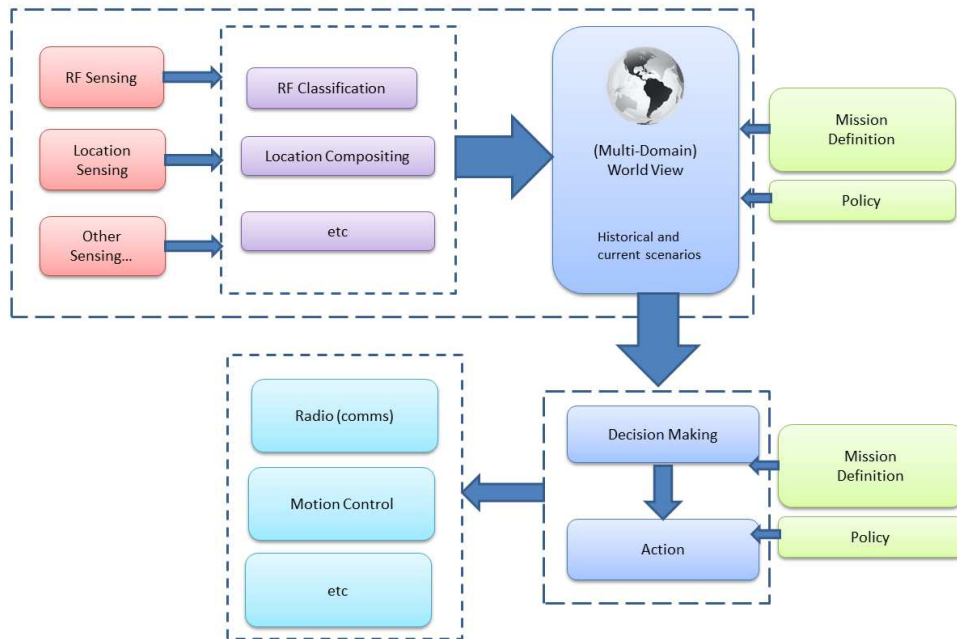 RF Sensing
Location
Sensing
Other
Sensing...
RF Classification
Location Compositing
etc
(Multi-Domain)
World View
Historical and
current scenarios
Mission
Definition
Policy
Radio (comms)
Motion Control
etc
Decision Making
Action
Mission
Definition
Policy